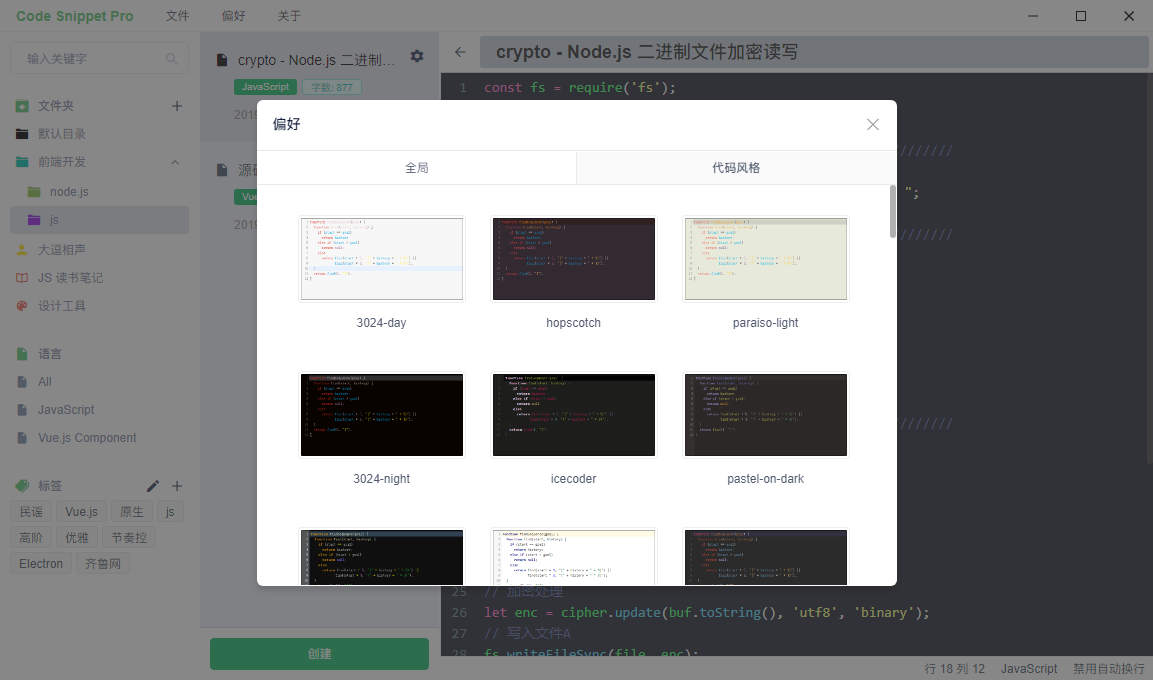 Code Snippet Pro 文件 偏好 关于
输入关键字
文件夹
默认目录
前端开发
node.js
js
大逗相声
JS 读书笔记
设计工具
语言
All
JavaScript
Vue.js Component
标签
民谣 Vue.js 原生 js
高阶 优雅 节奏控
Electron 齐鲁网
crypto - Node.js 二进制...
JavaScript 字数: 877
创建
crypto - Node.js 二进制文件加密读写
1 const fs = require('fs');
///////
";
///////
///////
偏好
全局 代码风格
3024-day hopscotch paraiso-light
3024-night icecoder pastel-on-dark
25 // 加密处理
26 let enc = cipher.update(buf.toString(), 'utf8', 'binary');
27 // 写入文件A
28 fs.writeFileSync(file, enc);
行 18 列 12 JavaScript 禁用自动换行